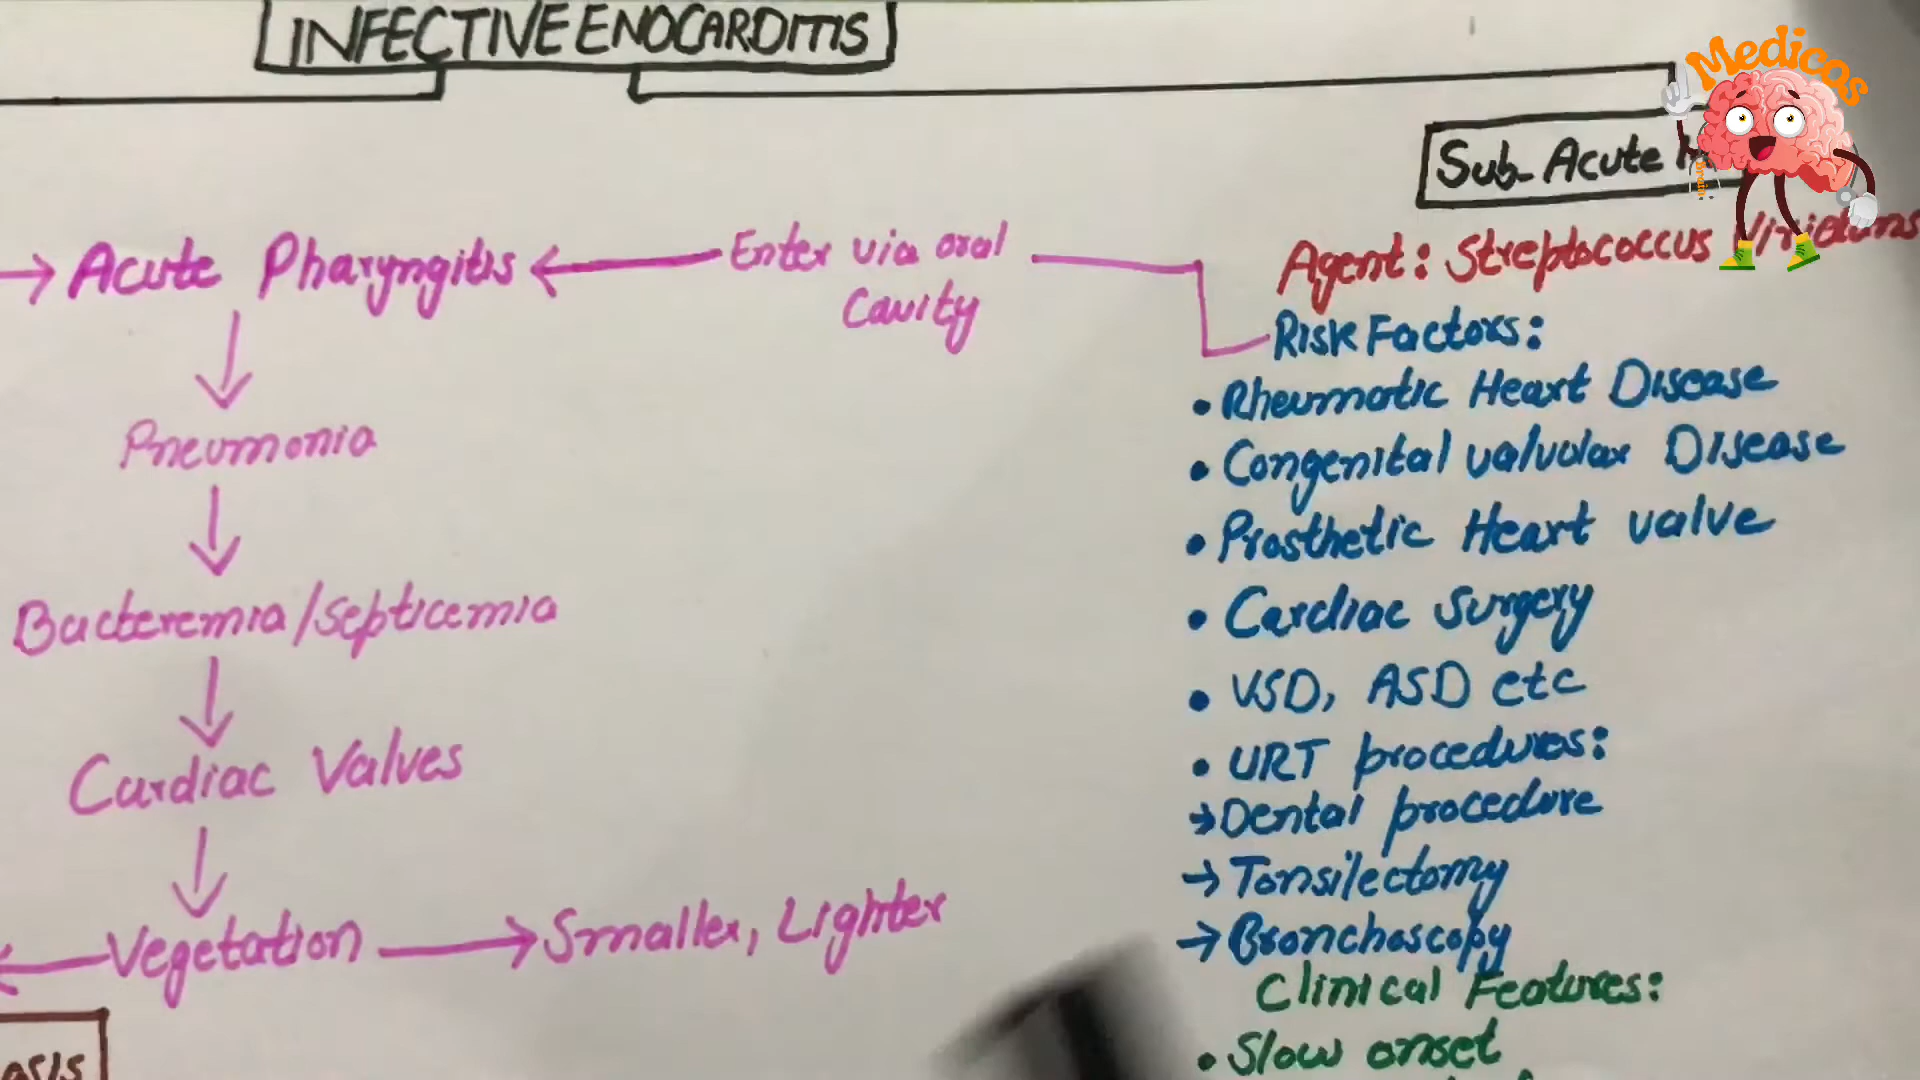 INFECTIVE ENOCARDITIS
Medicos
Sub-Acute
Agent: Streptococcus Viridans
Acute Pharyngitis
Enter via oral
Cavity
Risk Factors:
• Rheumatic Heart Disease
• Congenital valvular Disease
• Prosthetic Heart valve
• Cardiac Surgery
• VSD, ASD etc
• URT procedures:
→ Dental procedure
→ Tonsilectomy
→ Bronchoscopy
Pneumonia
Bacteremia/Septicemia
Cardiac Valves
Vegetation → Smaller, Lighter
Clinical Features:
• Slow onset